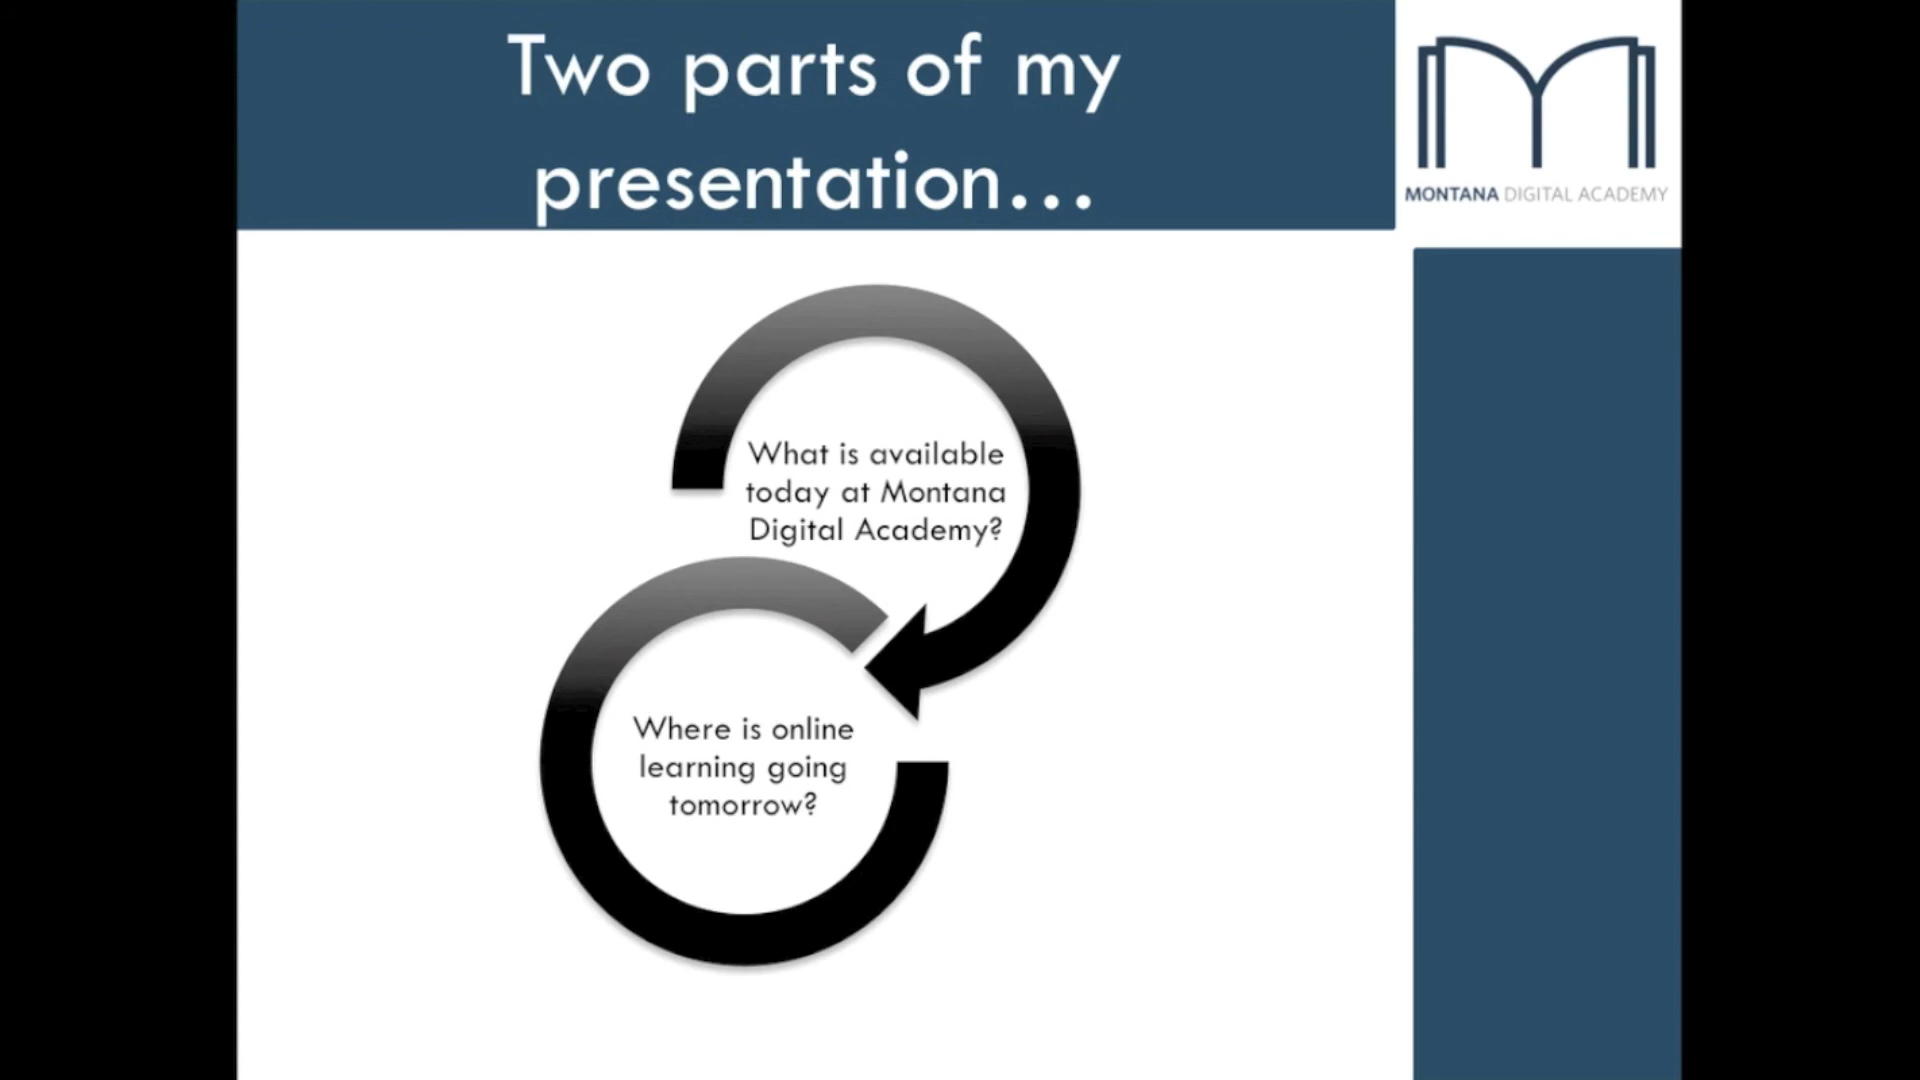 Two parts of my
presentation...
MONTANA DIGITAL ACADEMY
What is available
today at Montana
Digital Academy?
Where is online
learning going
tomorrow?